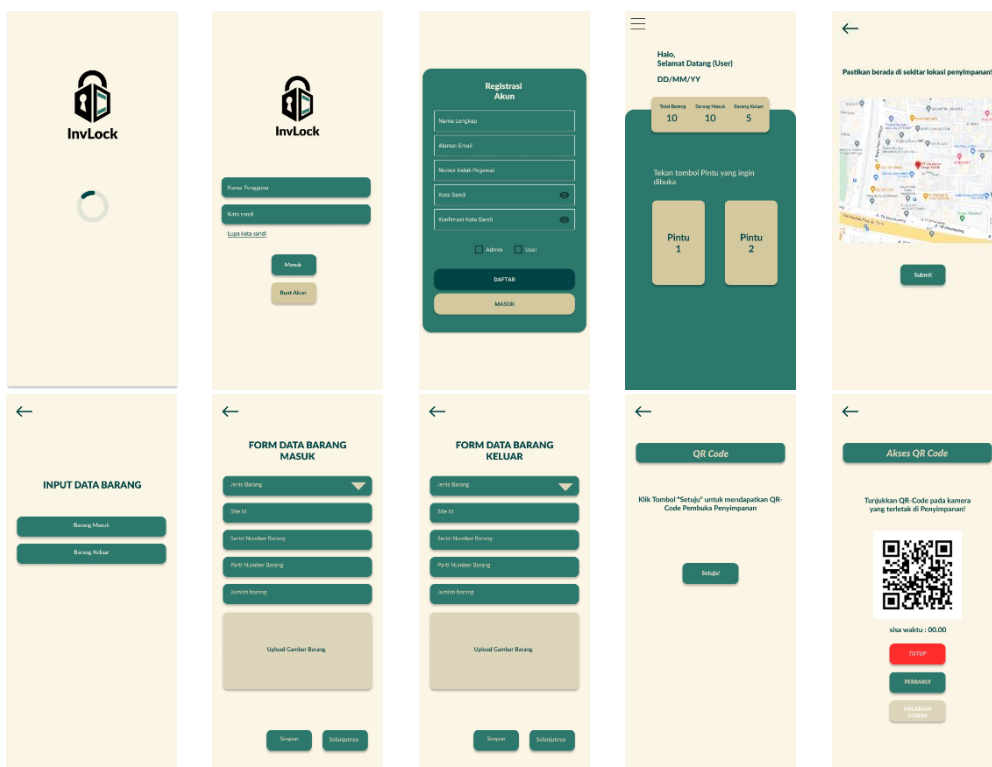 InvLock
InvLock
Nama Pengguna
Kata sandi
Lupa kata sandi
Masuk
Buat Akun
Registrasi
Akun
Nama Lengkap
Alamat Email
Nomor Induk Pegawai
Kata Sandi
Konfirmasi Kata Sandi
Admin
User
DAFTAR
MASUK
Halo,
Selamat Datang (User)
DD/MM/YY
Total Barang
Barang Masuk
Barang Keluar
10
10
5
Tekan tombol Pintu yang ingin
dibuka
Pintu
1
Pintu
2
Pastikan berada di sekitar lokasi penyimpanan!
Submit
INPUT DATA BARANG
Barang Masuk
Barang Keluar
FORM DATA BARANG
MASUK
Jenis Barang
Site Id
Serial Number Barang
Parti Number Barang
Jumlah barang
Upload Gambar Barang
Simpan
Selanjutnya
FORM DATA BARANG
KELUAR
Jenis Barang
Site Id
Serial Number Barang
Parti Number Barang
Jumlah barang
Upload Gambar Barang
Simpan
Selanjutnya
QR Code
Klik Tombol "Setuju" untuk mendapatkan QR-
Code Pembuka Penyimpanan
Setuju!
Akses QR Code
Tunjukkan QR-Code pada kamera
yang terletak di Penyimpanan!
sisa waktu : 00.00
TUTUP
PERBARUI
HALAMAN
UTAMA